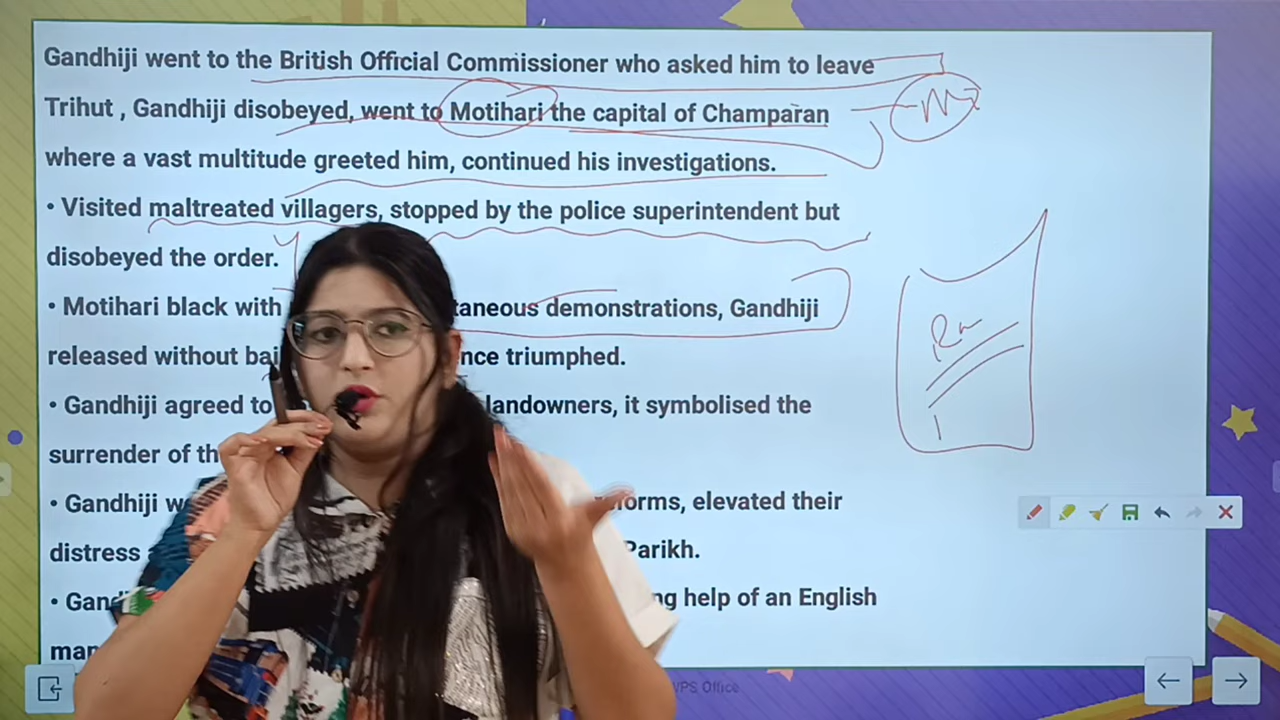 Gandhiji went to the British Official Commissioner who asked him to leave
Trihut , Gandhiji disobeyed, went to Motihari the capital of Champaran
M
where a vast multitude greeted him, continued his investigations.
• Visited maltreated villagers, stopped by the police superintendent but
disobeyed the order.
• Motihari black with taneous demonstrations, Gandhiji
released without bai nce triumphed.
• Gandhiji agreed to landowners, it symbolised the
surrender of th
• Gandhiji we forms, elevated their
distress Parikh.
• Gand ng help of an English
man
WPS Office